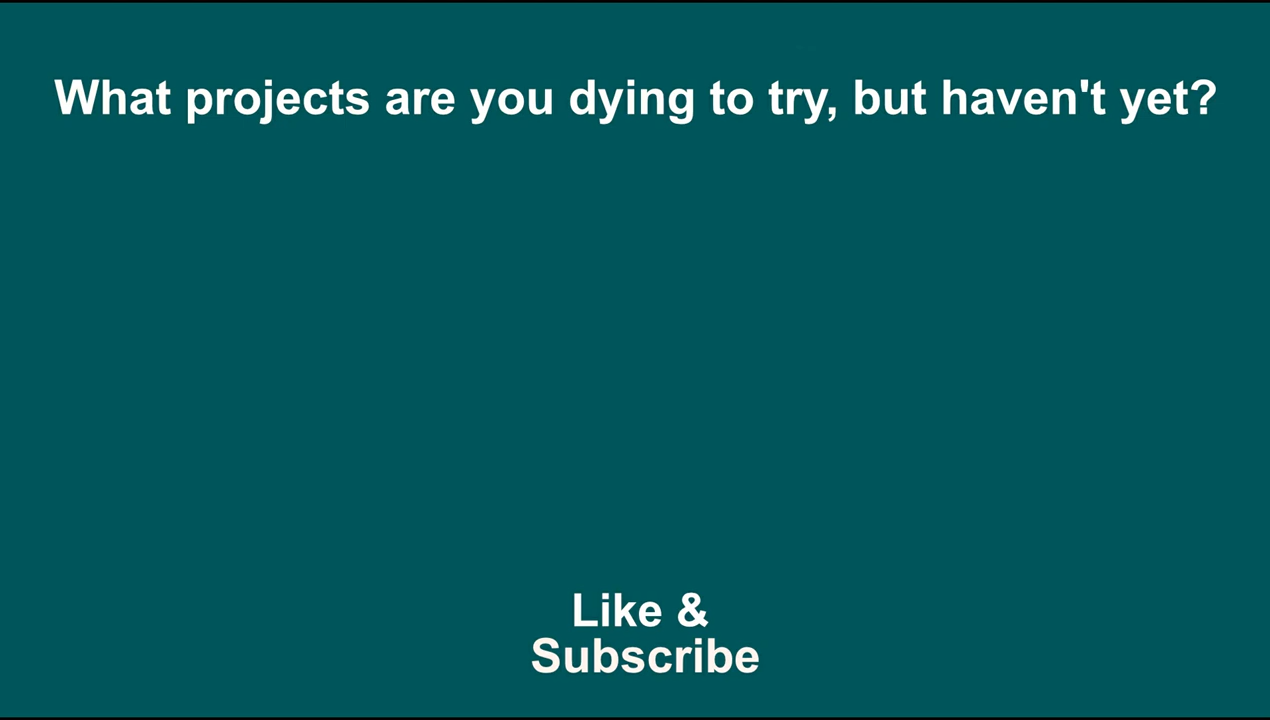 What projects are you dying to try, but haven't yet?
Like &
Subscribe